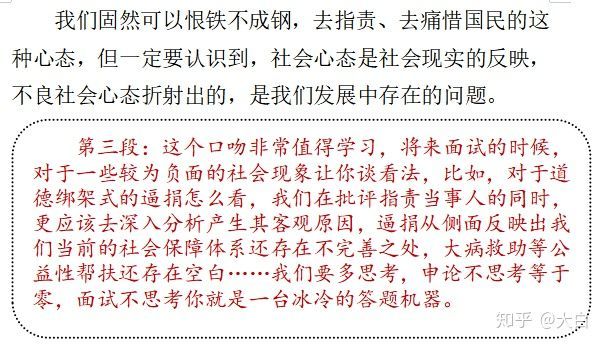 我们固然可以恨铁不成钢，去指责、去痛惜国民的这
种心态，但一定要认识到，社会心态是社会现实的反映，
不良社会心态折射出的，是我们发展中存在的问题。
第三段：这个口吻非常值得学习，将来面试的时候，
对于一些较为负面的社会现象让你谈看法，比如，对于道
德绑架式的逼捐怎么看，我们在批评指责当事人的同时，
更应该去深入分析产生其客观原因，逼捐从侧面反映出我
们当前的社会保障体系还存在不完善之处，大病救助等公
益性帮扶还存在空白……我们要多思考，申论不思考等于
零，面试不思考你就是一台冰冷的答题机器。
知乎 @大白